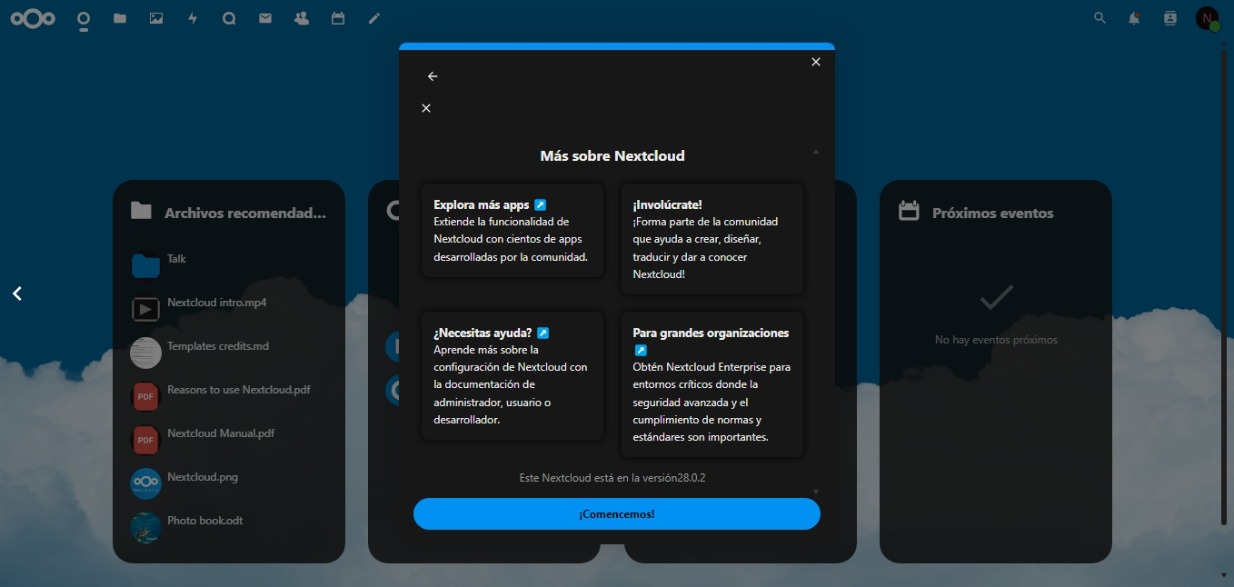 N
Más sobre Nextcloud
Explora más apps
Extiende la funcionalidad de
Nextcloud con cientos de apps
desarrolladas por la comunidad.
¡Involúcrate!
¡Forma parte de la comunidad
que ayuda a crear, diseñar,
traducir y dar a conocer
Nextcloud!
¿Necesitas ayuda?
Aprende más sobre la
configuración de Nextcloud con
la documentación de
administrador, usuario o
desarrollador.
Para grandes organizaciones
Obtén Nextcloud Enterprise para
entornos críticos donde la
seguridad avanzada y el
cumplimiento de normas y
estándares son importantes.
Este Nextcloud está en la versión28.0.2
¡Comencemos!
Archivos recomendad...
Talk
Nextcloud intro.mp4
Templates credits.md
PDF
Reasons to use Nextcloud.pdf
PDF
Nextcloud Manual.pdf
Nextcloud.png
Photo book.odt
Próximos eventos
No hay eventos próximos